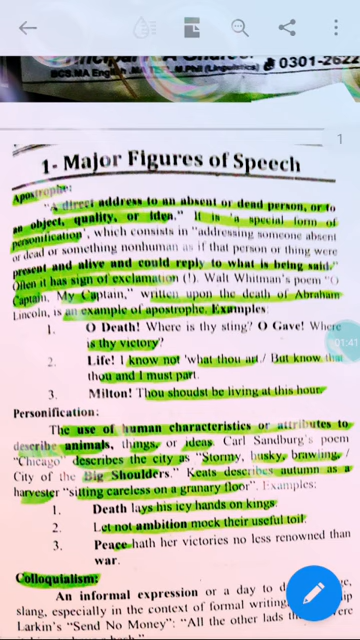 0301-2622
BCS.MA English, M.Phil (Linguistics)
1
1- Major Figures of Speech
Apostrophe:
"A direct address to an absent or dead person, or to
an object, quality, or iden." It is 'a special form of
personification', which consists in "addressing someone absent
or dead or something nonhuman as if that person or thing were
present and alive and could reply to what is being said."
Often it has sign of exclamation (!). Walt Whitman's poem "O
Captain, My Captain," written upon the death of Abraham
Lincoln, is an example of apostrophe. Examples:
1. O Death! Where is thy sting? O Gave! Where
is thy victory?
01:41
2. Life! I know not 'what thou art./ But know that
thou and I must part.
3. Milton! Thou shoudst be living at this hour.
Personification:
The use of human characteristics or attributes to
describe animals, things, or ideas. Carl Sandburg's poem
"Chicago' describes the city as "Stormy, husky, brawling, /
City of the Big Shoulders." Keats describes autumn as a
harvester "sitting careless on a granary floor". Examples:
1. Death lays his icy hands on kings.
2. Let not ambition mock their useful toil.
3. Peace hath her victories no less renowned than
war.
Colloquialism:
An informal expression or a day to
slang, especially in the context of formal writing,
Larkin's "Send No Money": "All the other lads were